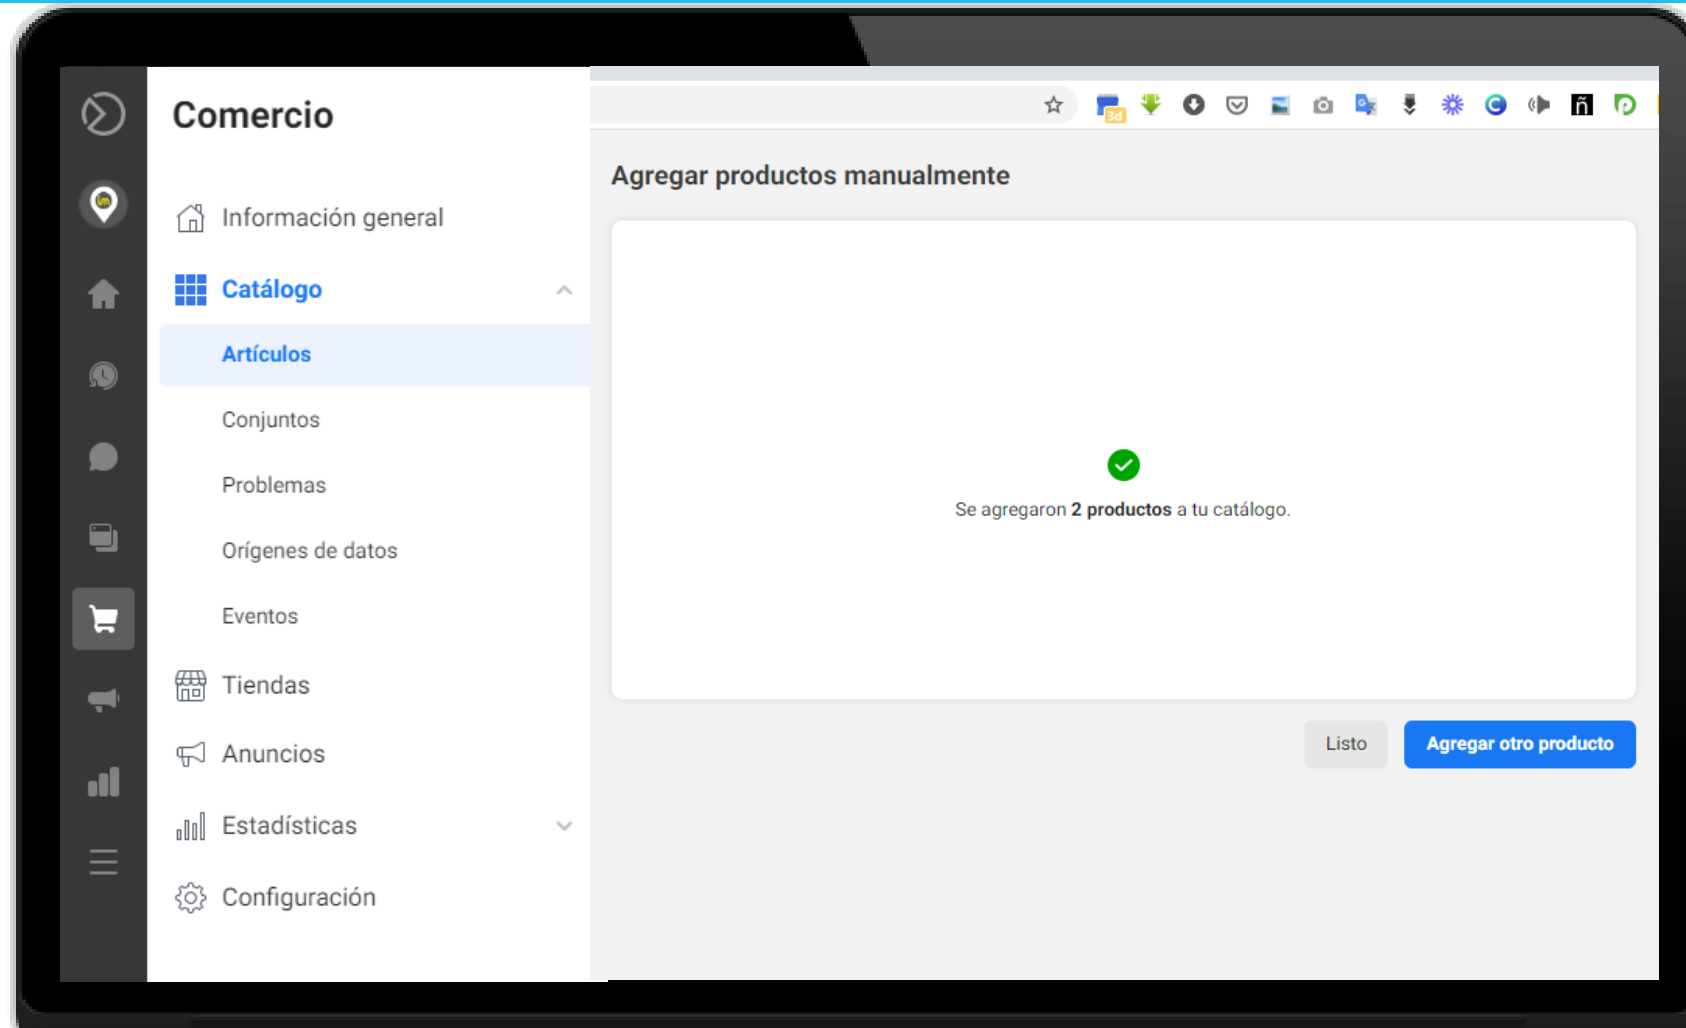 Comercio
3d
ñ
Agregar productos manualmente
Información general
Catálogo
Artículos
Conjuntos
Problemas
Orígenes de datos
Eventos
Tiendas
Anuncios
Estadísticas
Configuración
Se agregaron 2 productos a tu catálogo.
Listo
Agregar otro producto